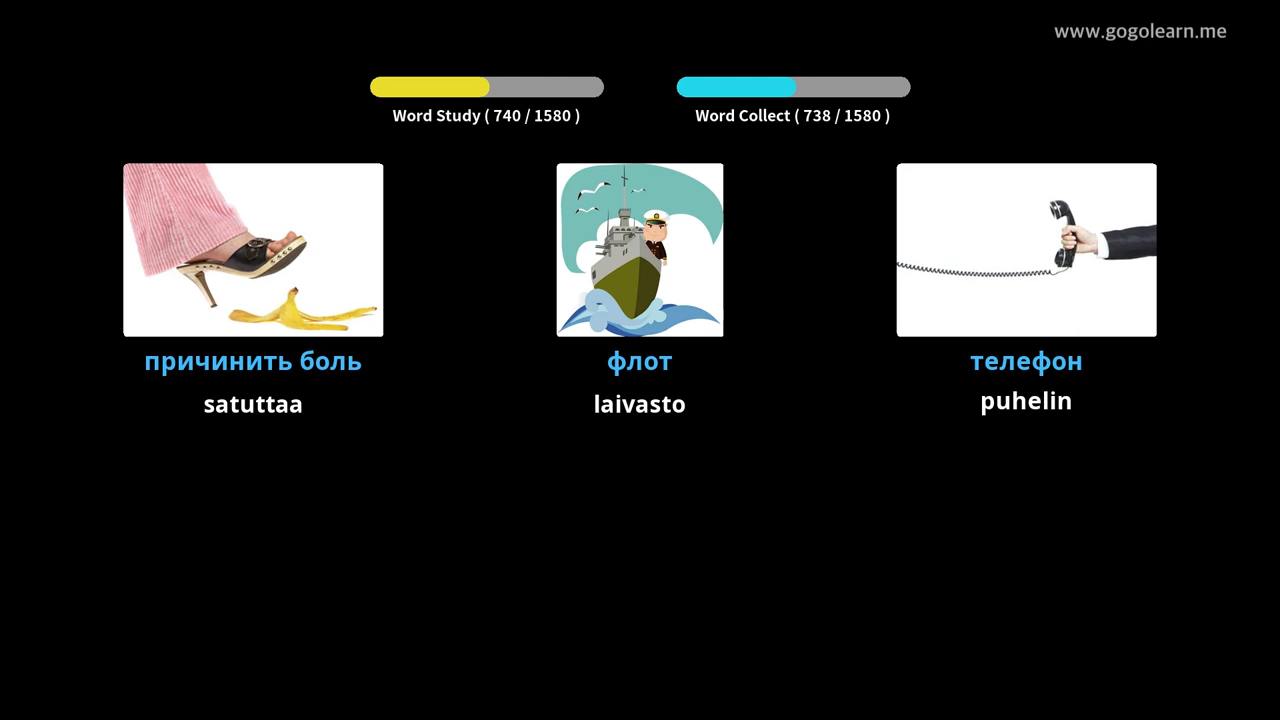 www.gogolearn.me
Word Study ( 740 / 1580 )
Word Collect ( 738 / 1580 )
причинить боль
satuttaa
флот
laivasto
телефон
puhelin